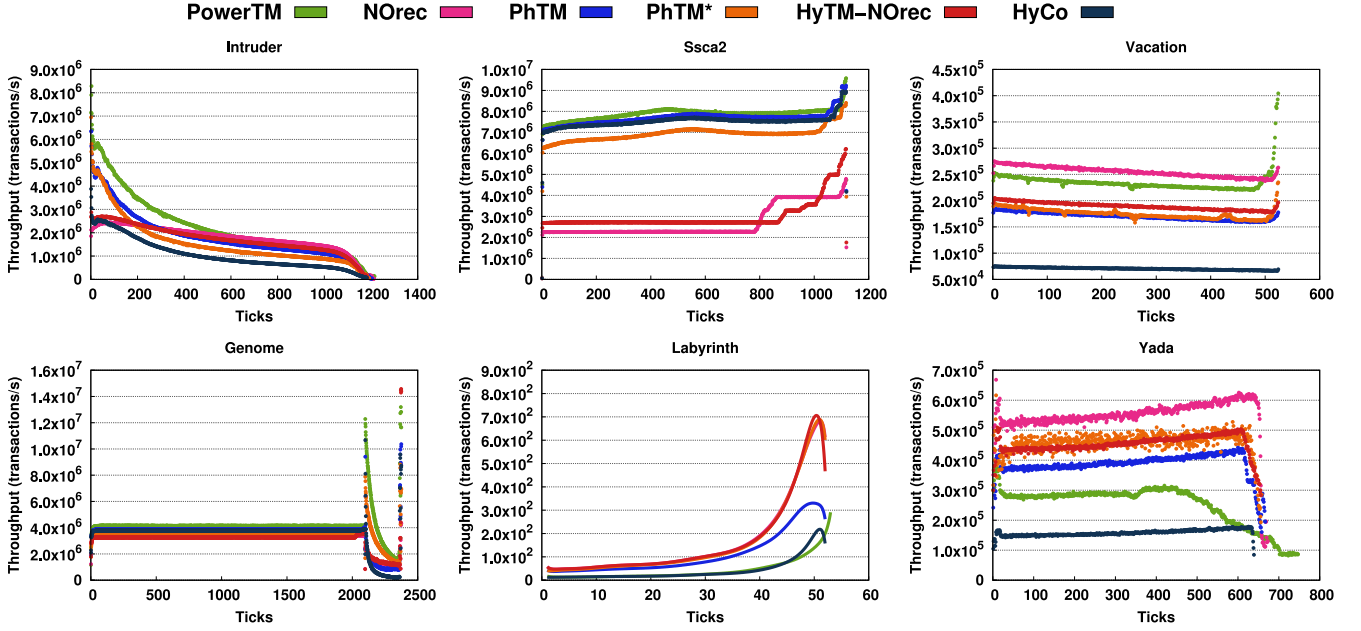 PowerTM NOrec PhTM PhTM* HyTM-NOrec HyCo
Intruder
Throughput (transactions/s)
9.0x10^6
8.0x10^6
7.0x10^6
6.0x10^6
5.0x10^6
4.0x10^6
3.0x10^6
2.0x10^6
1.0x10^6
0
0 200 400 600 800 1000 1200 1400
Ticks
Ssca2
Throughput (transactions/s)
1.0x10^7
9.0x10^6
8.0x10^6
7.0x10^6
6.0x10^6
5.0x10^6
4.0x10^6
3.0x10^6
2.0x10^6
1.0x10^6
0
0 200 400 600 800 1000 1200
Ticks
Vacation
Throughput (transactions/s)
4.5x10^5
4.0x10^5
3.5x10^5
3.0x10^5
2.5x10^5
2.0x10^5
1.5x10^5
1.0x10^5
5.0x10^4
0 100 200 300 400 500 600
Ticks
Genome
Throughput (transactions/s)
1.6x10^7
1.4x10^7
1.2x10^7
1.0x10^7
8.0x10^6
6.0x10^6
4.0x10^6
2.0x10^6
0
0 500 1000 1500 2000 2500
Ticks
Labyrinth
Throughput (transactions/s)
9.0x10^2
8.0x10^2
7.0x10^2
6.0x10^2
5.0x10^2
4.0x10^2
3.0x10^2
2.0x10^2
1.0x10^2
0
0 10 20 30 40 50 60
Ticks
Yada
Throughput (transactions/s)
7.0x10^5
6.0x10^5
5.0x10^5
4.0x10^5
3.0x10^5
2.0x10^5
1.0x10^5
0
0 100 200 300 400 500 600 700 800
Ticks